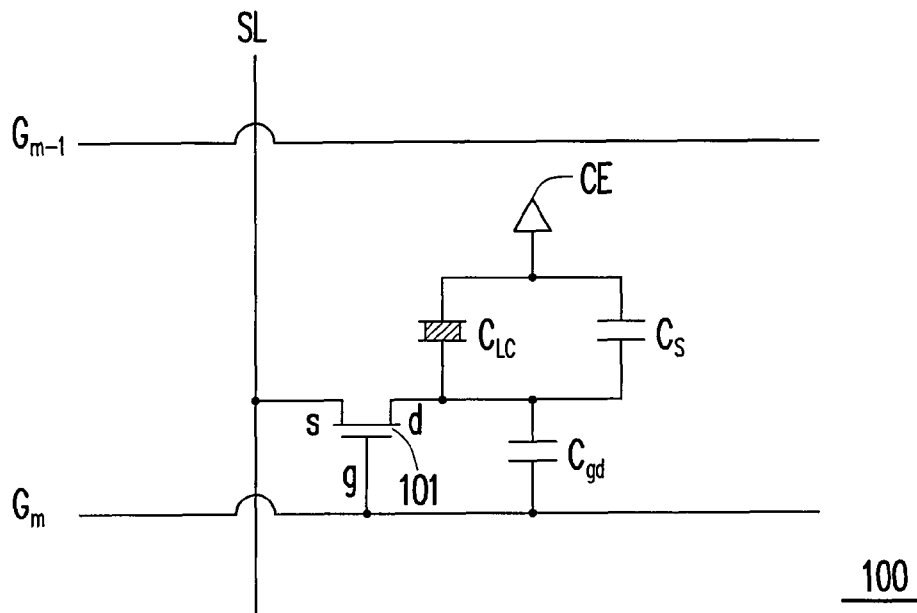 SL
G_{m-1}
CE
C_{LC}
C_S
s
d
g
101
C_{gd}
G_m
100